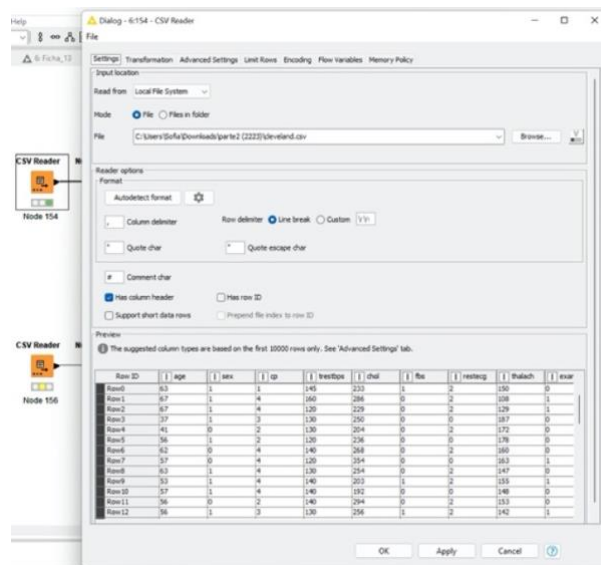 Help
Dialog - 6:154 - CSV Reader
File
6: Ficha_13
Settings Transformation Advanced Settings Limit Rows Encoding Flow Variables Memory Policy
Input location
Read from Local File System
Mode File Files in folder
File C:\Users\Sofia\Downloads\parte2 (2223)\cleveland.csv Browse...
Reader options
Format
Autodetect format
, Column delimiter Row delimiter Line break Custom \r\n
" Quote char " Quote escape char
# Comment char
Has column header Has row ID
Support short data rows Prepend file index to row ID
Preview
The suggested column types are based on the first 10000 rows only. See 'Advanced Settings' tab.
Row ID I age I sex I cp I trestbps I chol I fbs I restecg I thalach I exar
Row0 63 1 1 145 233 1 2 150 0
Row1 67 1 4 160 286 0 2 108 1
Row2 67 1 4 120 229 0 2 129 1
Row3 37 1 3 130 250 0 0 187 0
Row4 41 0 2 130 204 0 2 172 0
Row5 56 1 2 120 236 0 0 178 0
Row6 62 0 4 140 268 0 2 160 0
Row7 57 0 4 120 354 0 0 163 1
Row8 63 1 4 130 254 0 2 147 0
Row9 53 1 4 140 203 1 2 155 1
Row10 57 1 4 140 192 0 0 148 0
Row11 56 0 2 140 294 0 2 153 0
Row12 56 1 3 130 256 1 2 142 1
OK Apply Cancel ?
CSV Reader N
Node 154
CSV Reader N
Node 156